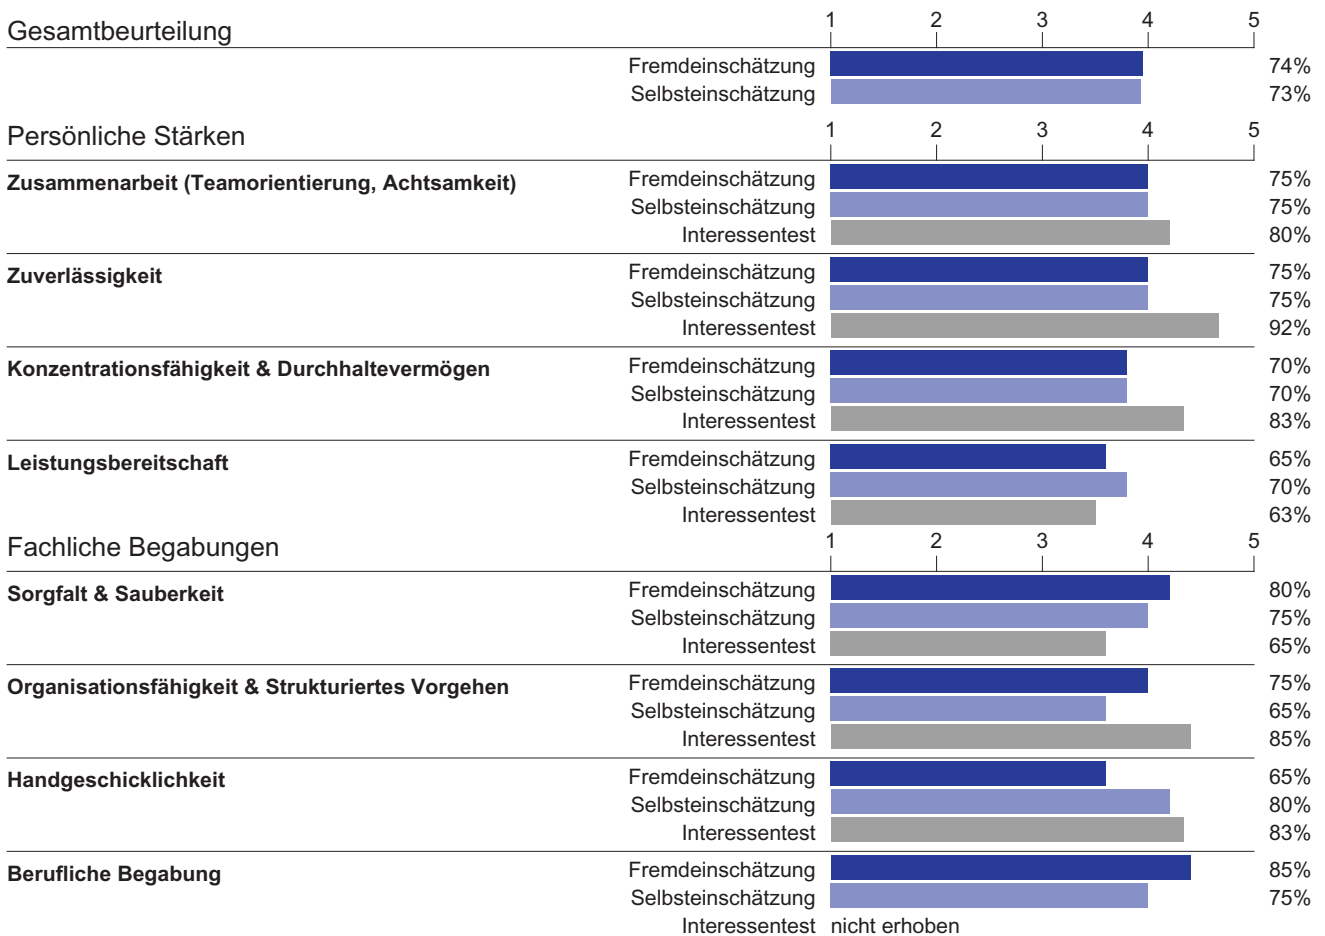 Gesamtbeurteilung 1 2 3 4 5
Fremdeinschätzung 74%
Selbsteinschätzung 73%
Persönliche Stärken 1 2 3 4 5
Zusammenarbeit (Teamorientierung, Achtsamkeit) Fremdeinschätzung 75%
Selbsteinschätzung 75%
Interessentest 80%
Zuverlässigkeit Fremdeinschätzung 75%
Selbsteinschätzung 75%
Interessentest 92%
Konzentrationsfähigkeit & Durchhaltevermögen Fremdeinschätzung 70%
Selbsteinschätzung 70%
Interessentest 83%
Leistungsbereitschaft Fremdeinschätzung 65%
Selbsteinschätzung 70%
Interessentest 63%
Fachliche Begabungen 1 2 3 4 5
Sorgfalt & Sauberkeit Fremdeinschätzung 80%
Selbsteinschätzung 75%
Interessentest 65%
Organisationsfähigkeit & Strukturiertes Vorgehen Fremdeinschätzung 75%
Selbsteinschätzung 65%
Interessentest 85%
Handgeschicklichkeit Fremdeinschätzung 65%
Selbsteinschätzung 80%
Interessentest 83%
Berufliche Begabung Fremdeinschätzung 85%
Selbsteinschätzung 75%
Interessentest nicht erhoben